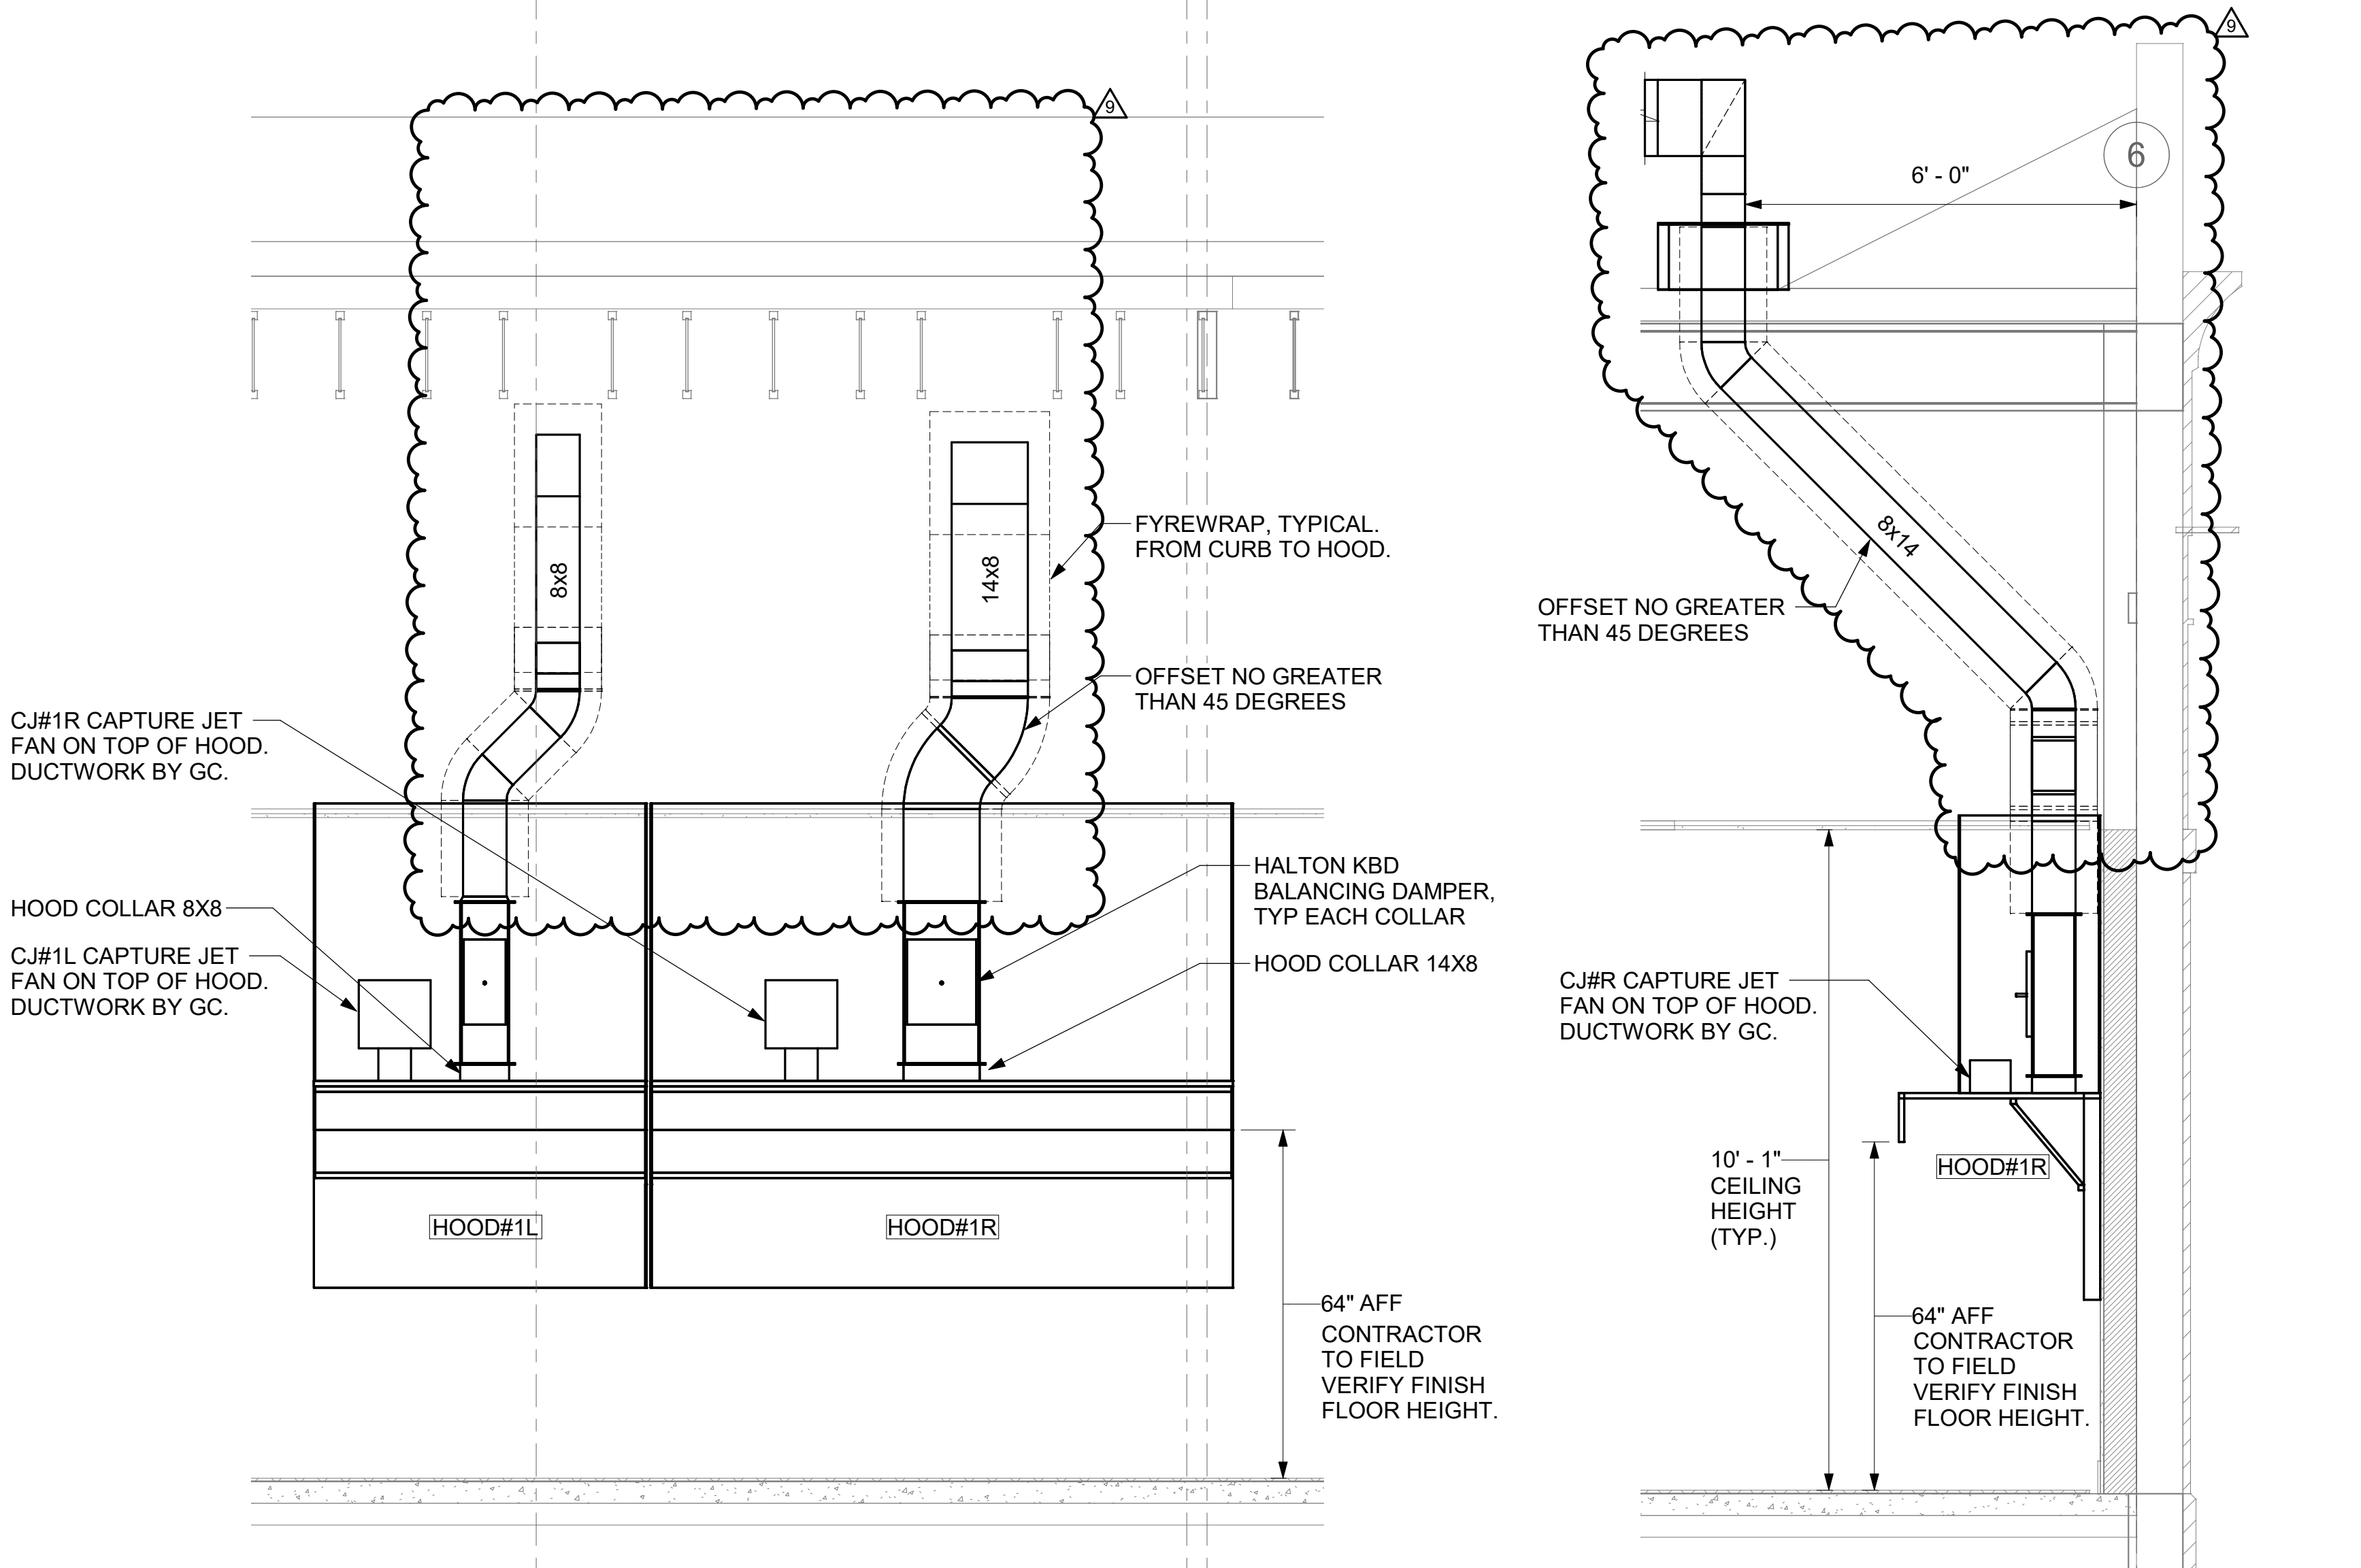 9
8x8
14x8
FYREWRAP, TYPICAL.
FROM CURB TO HOOD.
OFFSET NO GREATER
THAN 45 DEGREES
CJ#1R CAPTURE JET
FAN ON TOP OF HOOD.
DUCTWORK BY GC.
HOOD COLLAR 8X8
CJ#1L CAPTURE JET
FAN ON TOP OF HOOD.
DUCTWORK BY GC.
HALTON KBD
BALANCING DAMPER,
TYP EACH COLLAR
HOOD COLLAR 14X8
HOOD#1L
HOOD#1R
64" AFF
CONTRACTOR
TO FIELD
VERIFY FINISH
FLOOR HEIGHT.
9
6
6' - 0"
8x14
OFFSET NO GREATER
THAN 45 DEGREES
CJ#R CAPTURE JET
FAN ON TOP OF HOOD.
DUCTWORK BY GC.
10' - 1"
CEILING
HEIGHT
(TYP.)
HOOD#1R
64" AFF
CONTRACTOR
TO FIELD
VERIFY FINISH
FLOOR HEIGHT.